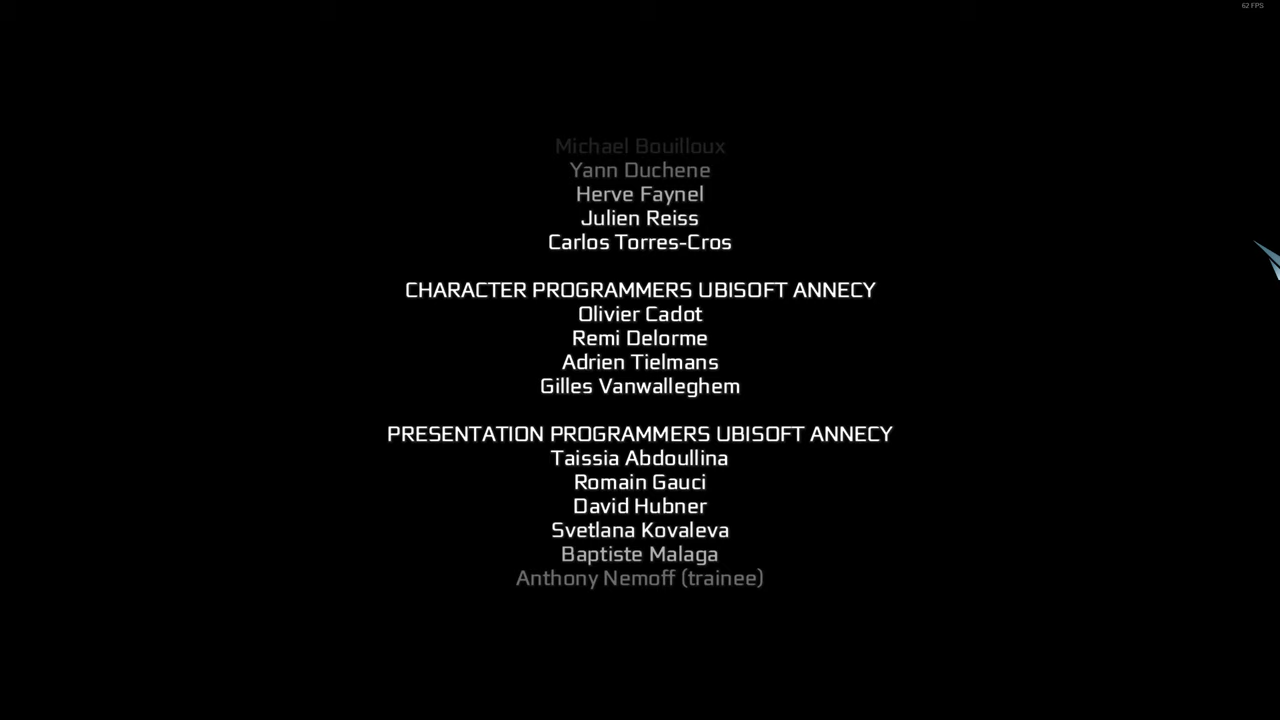 62 FPS
Michael Bouilloux
Yann Duchene
Herve Faynel
Julien Reiss
Carlos Torres-Cros
CHARACTER PROGRAMMERS UBISOFT ANNECY
Olivier Cadot
Remi Delorme
Adrien Tielmans
Gilles Vanwalleghem
PRESENTATION PROGRAMMERS UBISOFT ANNECY
Taissia Abdoullina
Romain Gauci
David Hubner
Svetlana Kovaleva
Baptiste Malaga
Anthony Nemoff (trainee)